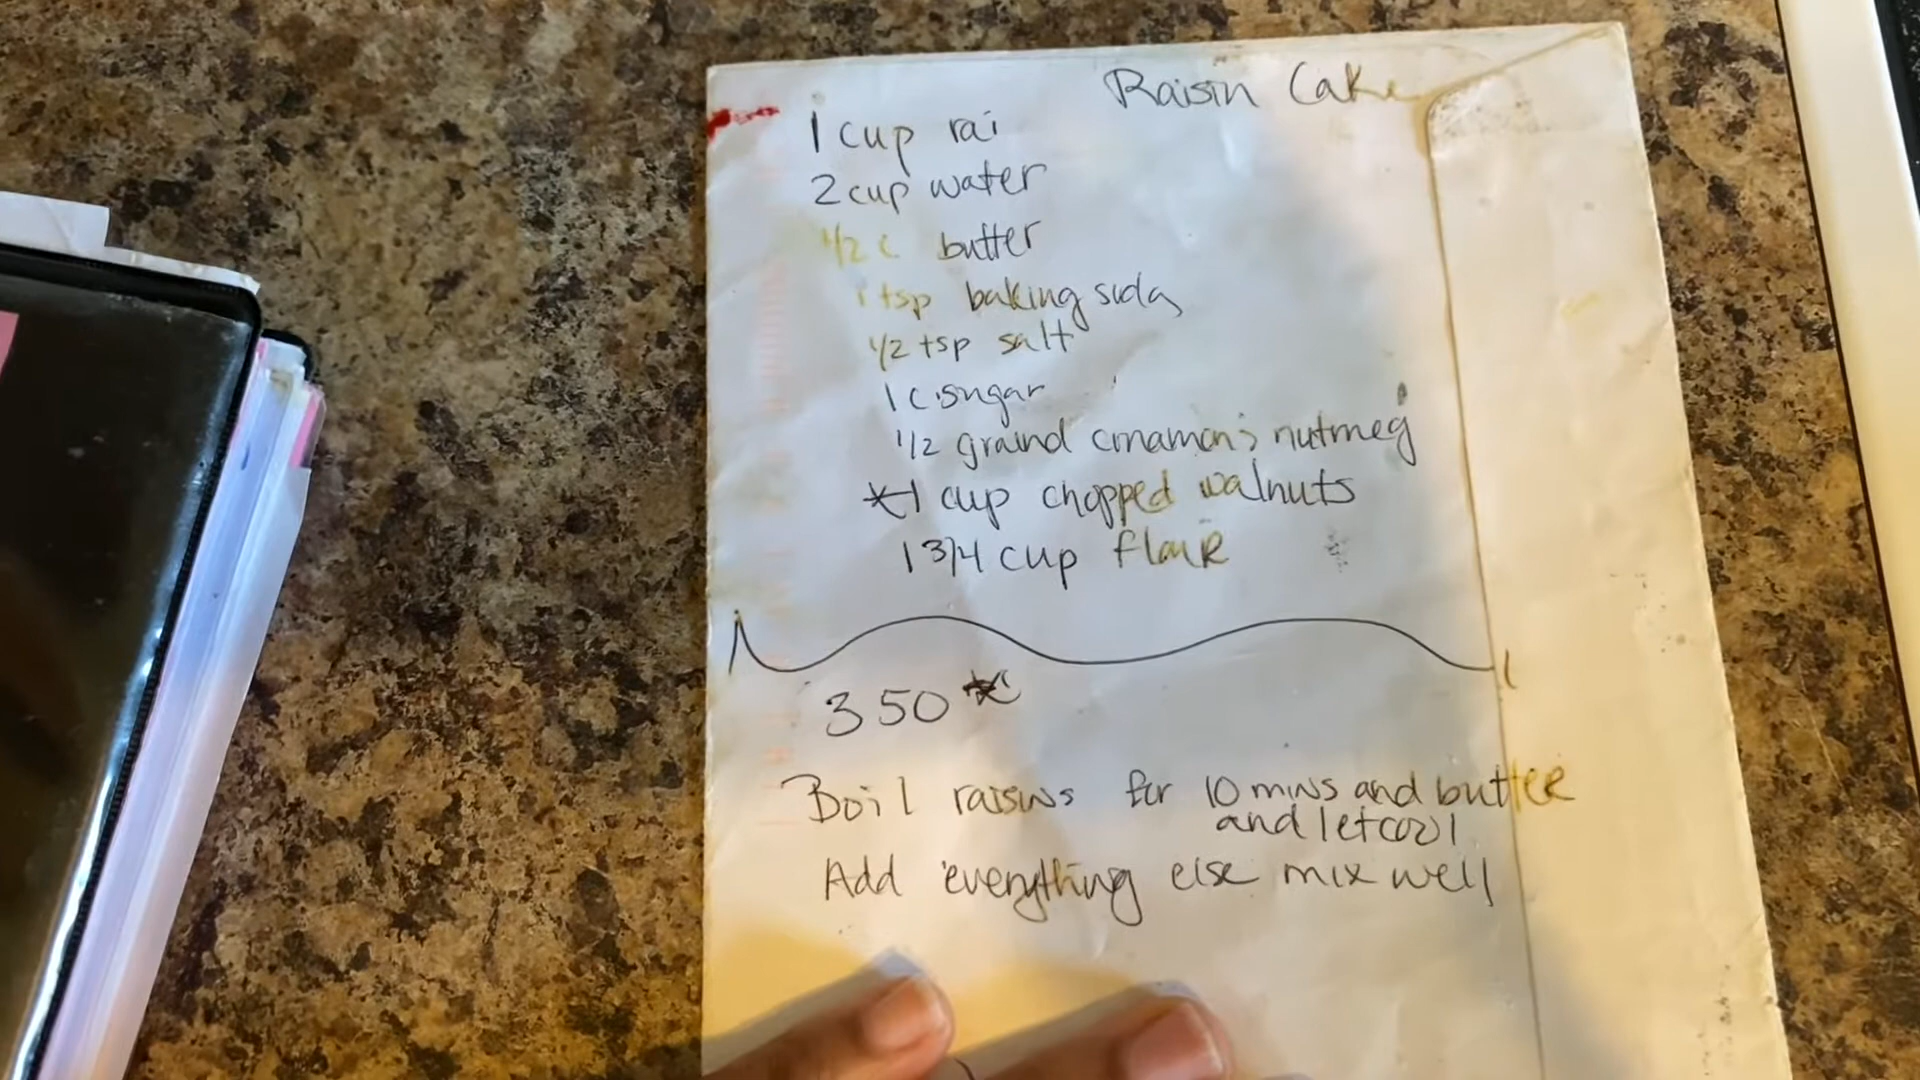 Raisin Cake
1 cup rai
2 cup water
1/2 c butter
1 tsp baking soda
1/2 tsp salt
1 c. sugar
1/2 graind cinamon; nutmeg
*1 cup chopped walnuts
1 3/4 cup flour
350
Boil raisins for 10 mins and butter
and let cool
Add everything else mix well